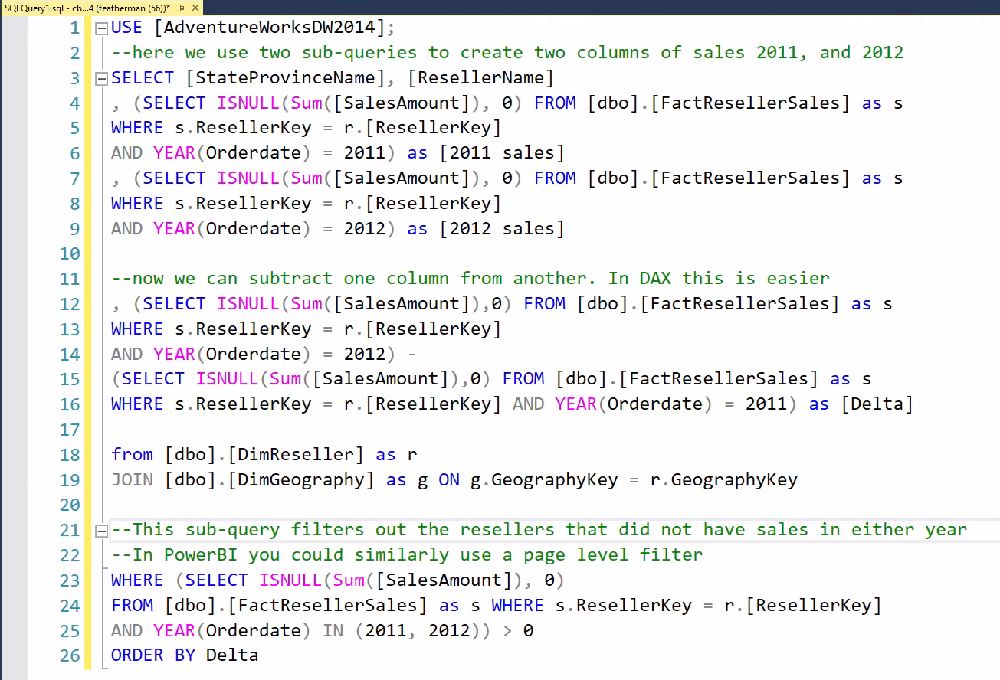 SQLQuery1.sql - cb...4 (featherman (56))*
1 USE [AdventureWorksDW2014];
2 --here we use two sub-queries to create two columns of sales 2011, and 2012
3 SELECT [StateProvinceName], [ResellerName]
4 , (SELECT ISNULL(Sum([SalesAmount]), 0) FROM [dbo].[FactResellerSales] as s
5 WHERE s.ResellerKey = r.[ResellerKey]
6 AND YEAR(Orderdate) = 2011) as [2011 sales]
7 , (SELECT ISNULL(Sum([SalesAmount]), 0) FROM [dbo].[FactResellerSales] as s
8 WHERE s.ResellerKey = r.[ResellerKey]
9 AND YEAR(Orderdate) = 2012) as [2012 sales]
10
11 --now we can subtract one column from another. In DAX this is easier
12 , (SELECT ISNULL(Sum([SalesAmount]),0) FROM [dbo].[FactResellerSales] as s
13 WHERE s.ResellerKey = r.[ResellerKey]
14 AND YEAR(Orderdate) = 2012) -
15 (SELECT ISNULL(Sum([SalesAmount]),0) FROM [dbo].[FactResellerSales] as s
16 WHERE s.ResellerKey = r.[ResellerKey] AND YEAR(Orderdate) = 2011) as [Delta]
17
18 from [dbo].[DimReseller] as r
19 JOIN [dbo].[DimGeography] as g ON g.GeographyKey = r.GeographyKey
20
21 --This sub-query filters out the resellers that did not have sales in either year
22 --In PowerBI you could similarly use a page level filter
23 WHERE (SELECT ISNULL(Sum([SalesAmount]), 0)
24 FROM [dbo].[FactResellerSales] as s WHERE s.ResellerKey = r.[ResellerKey]
25 AND YEAR(Orderdate) IN (2011, 2012)) > 0
26 ORDER BY Delta